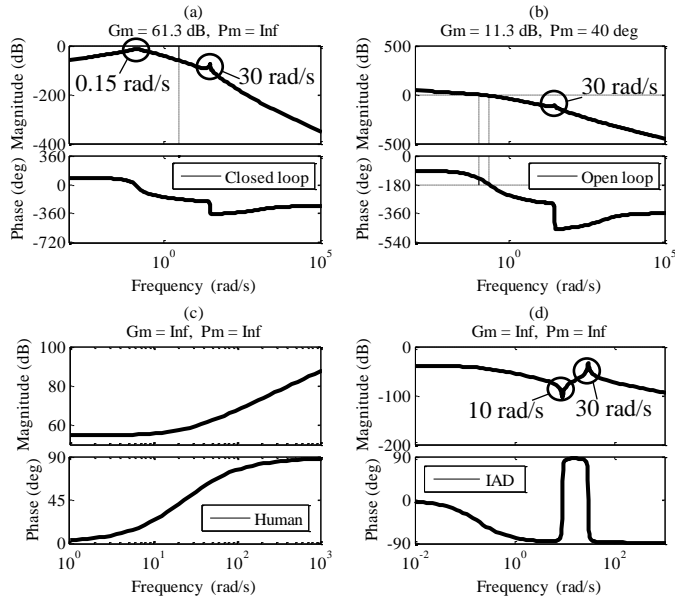 (a)
Gm = 61.3 dB, Pm = Inf
Magnitude (dB)
0
-200
-400
0.15 rad/s
30 rad/s
Phase (deg)
360
0
-360
-720
Closed loop
10^0
10^5
Frequency (rad/s)
(b)
Gm = 11.3 dB, Pm = 40 deg
Magnitude (dB)
500
0
-500
30 rad/s
Phase (deg)
0
-180
-360
-540
Open loop
10^0
10^5
Frequency (rad/s)
(c)
Gm = Inf, Pm = Inf
Magnitude (dB)
100
80
60
Phase (deg)
90
45
0
Human
10^0
10^1
10^2
10^3
Frequency (rad/s)
(d)
Gm = Inf, Pm = Inf
Magnitude (dB)
0
-100
-200
10 rad/s
30 rad/s
Phase (deg)
90
0
-90
IAD
10^-2
10^0
10^2
Frequency (rad/s)